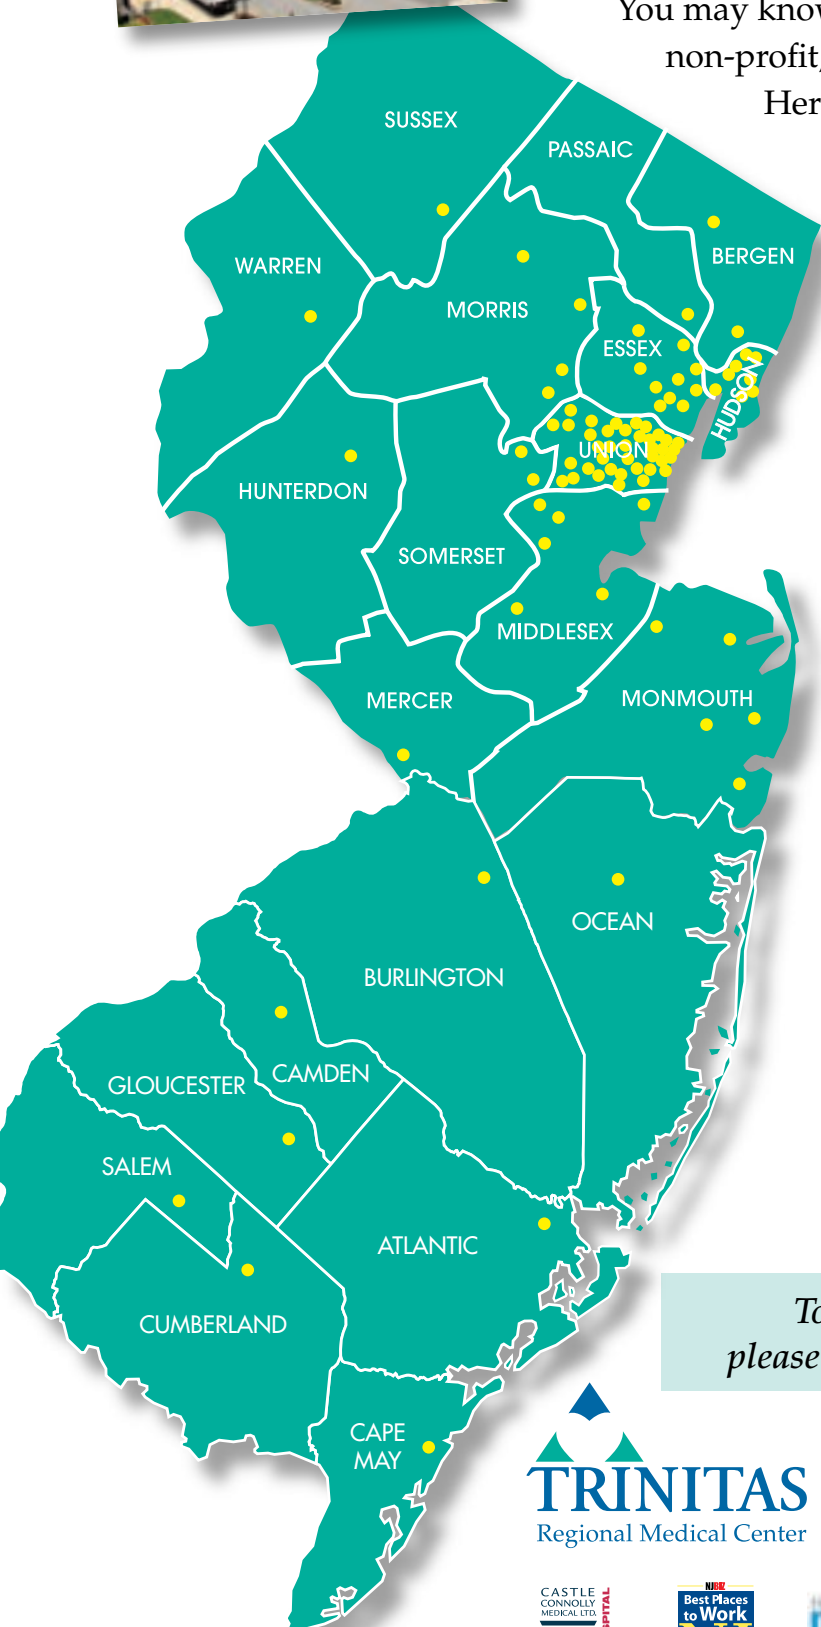 You may know
non-profit,
Her
SUSSEX
PASSAIC
WARREN
BERGEN
MORRIS
ESSEX
HUDSON
UNION
HUNTERDON
SOMERSET
MIDDLESEX
MERCER
MONMOUTH
OCEAN
BURLINGTON
CAMDEN
GLOUCESTER
SALEM
ATLANTIC
CUMBERLAND
CAPE
MAY
To
please
TRINITAS
Regional Medical Center
CASTLE
CONNOLLY
MEDICAL LTD.
SPITAL
NJBIZ
Best Places
to Work